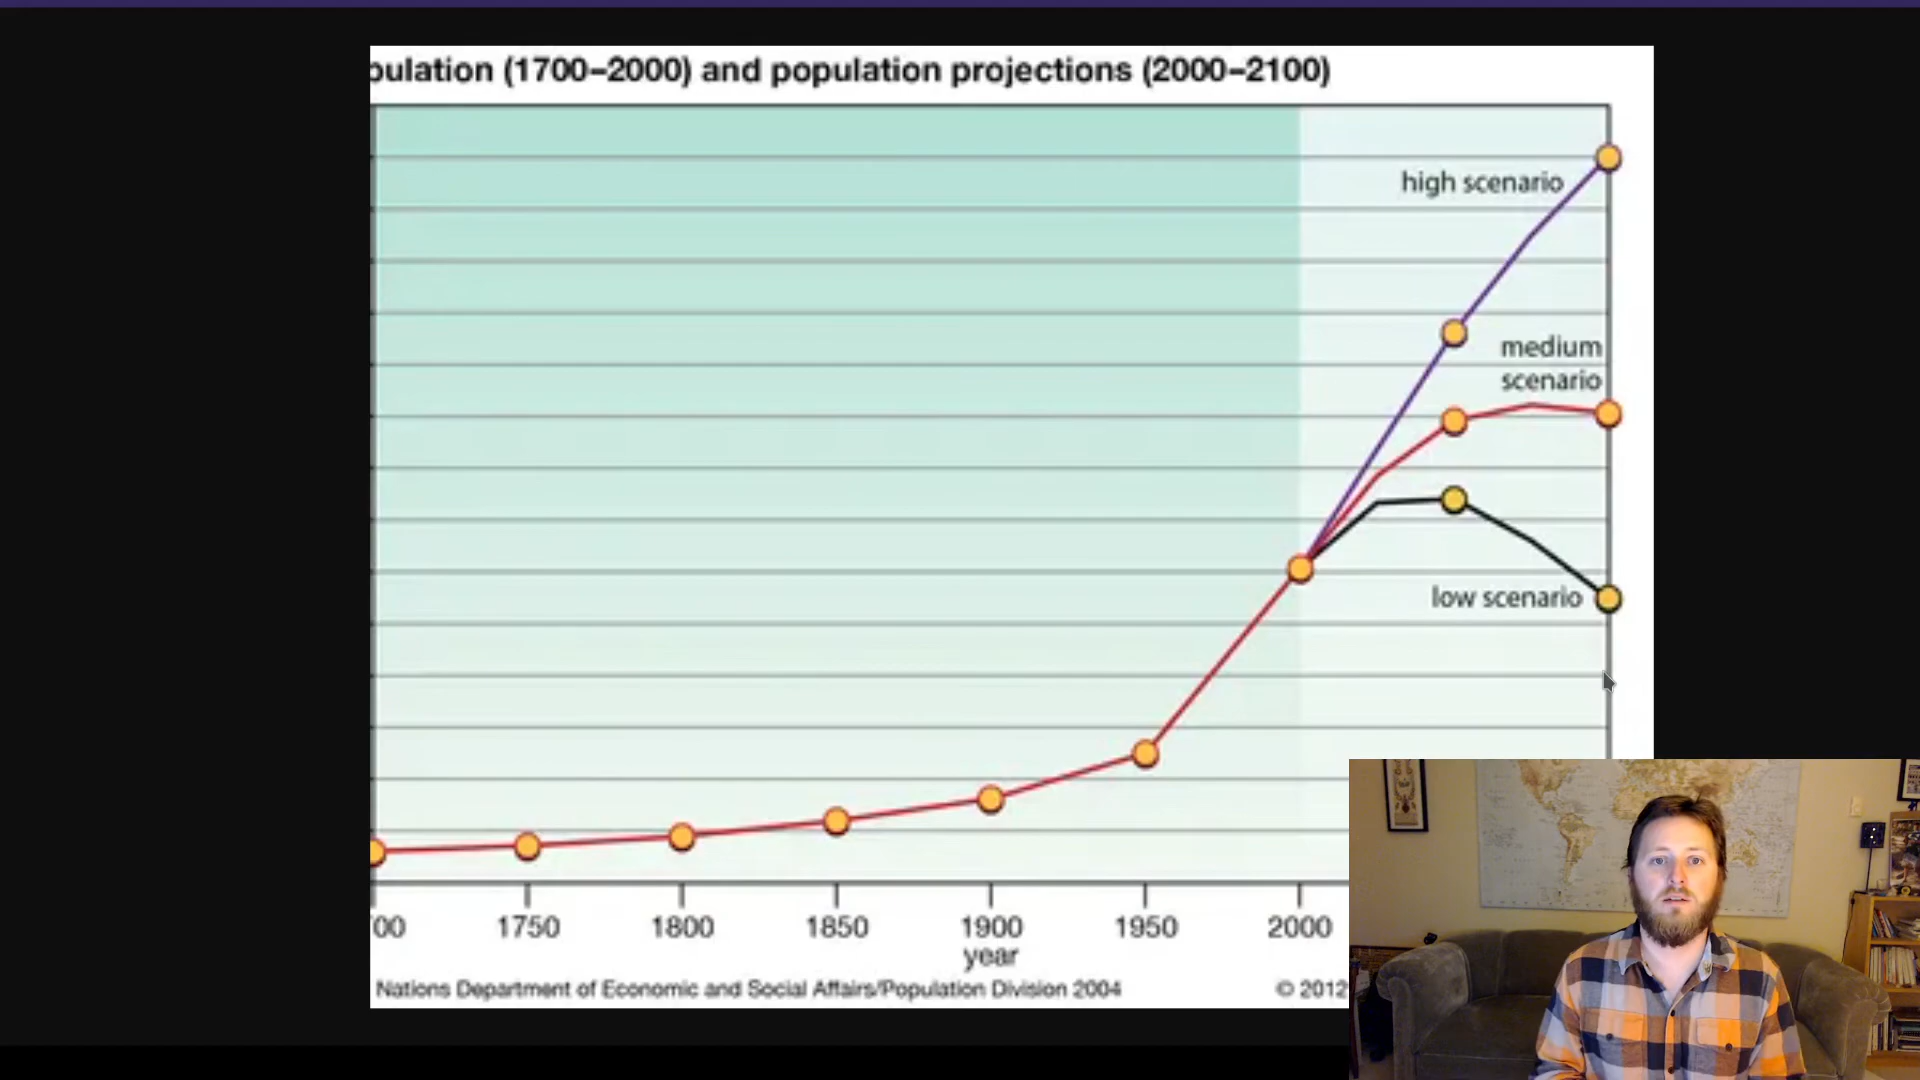 pulation (1700–2000) and population projections (2000–2100)
high scenario
medium
scenario
low scenario
00 1750 1800 1850 1900 1950 2000
year
Nations Department of Economic and Social Affairs/Population Division 2004 © 2012